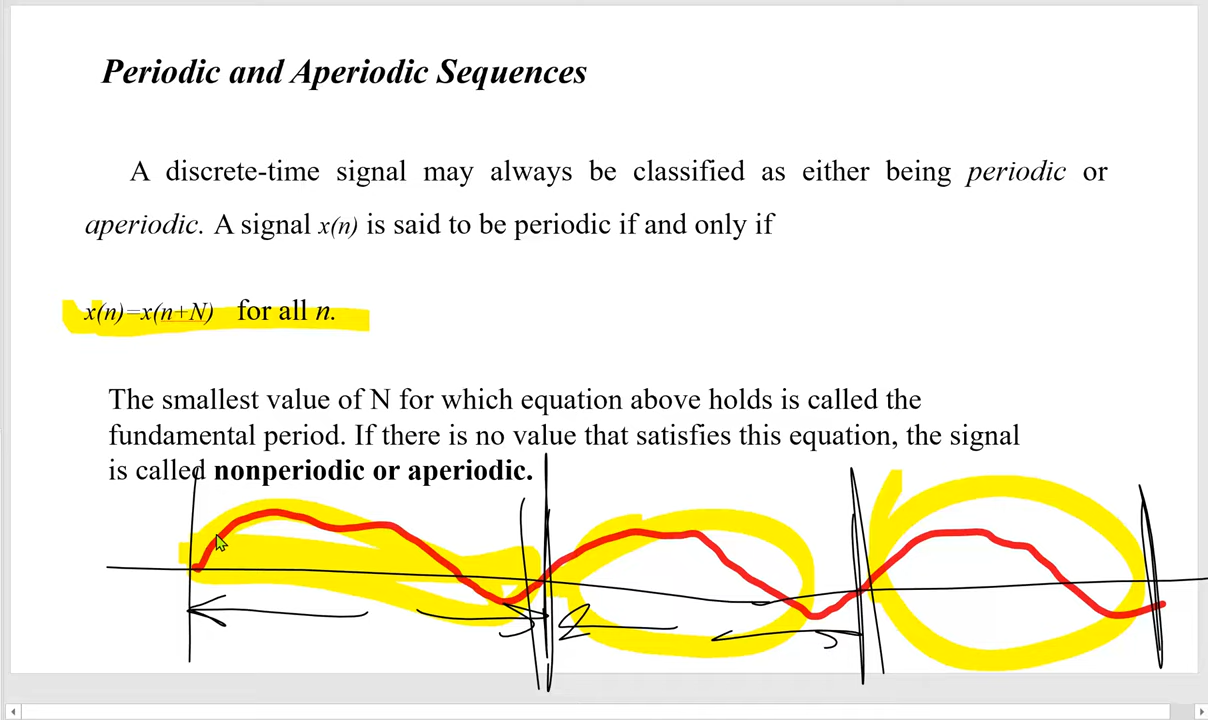 Periodic and Aperiodic Sequences
A discrete-time signal may always be classified as either being periodic or
aperiodic. A signal x(n) is said to be periodic if and only if
x(n)=x(n+N) for all n.
The smallest value of N for which equation above holds is called the
fundamental period. If there is no value that satisfies this equation, the signal
is called nonperiodic or aperiodic.